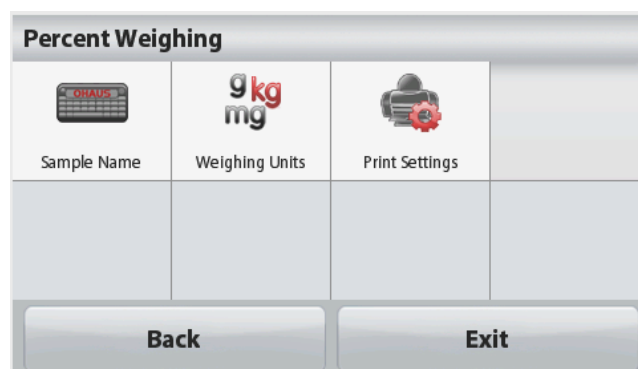 Percent Weighing
OHAUS
g kg
mg
Sample Name
Weighing Units
Print Settings
Back
Exit